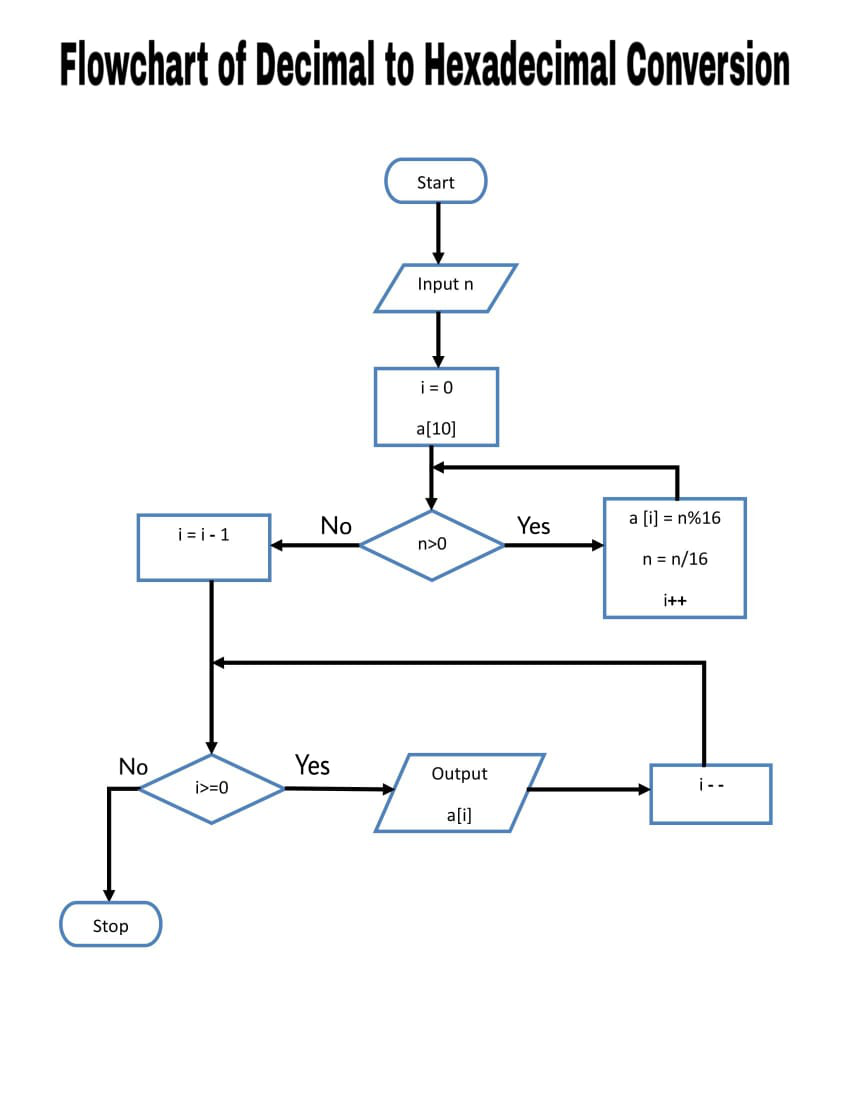 Flowchart of Decimal to Hexadecimal Conversion
Start
Input n
i = 0
a[10]
No
Yes
i = i - 1
n>0
a [i] = n%16
n = n/16
i++
No
Yes
i>=0
Output
a[i]
i - -
Stop